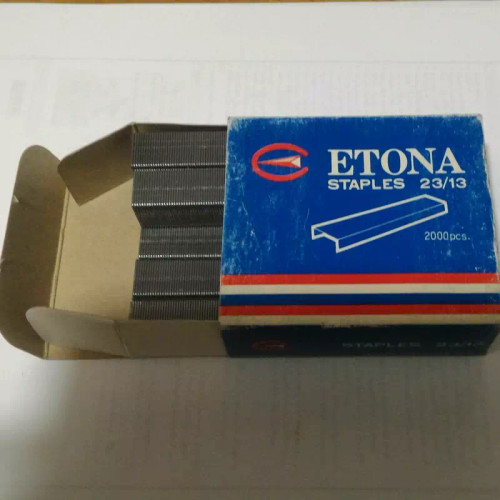 ETONA
STAPLES 23/13
2000pcs.
STAPLES 23/13